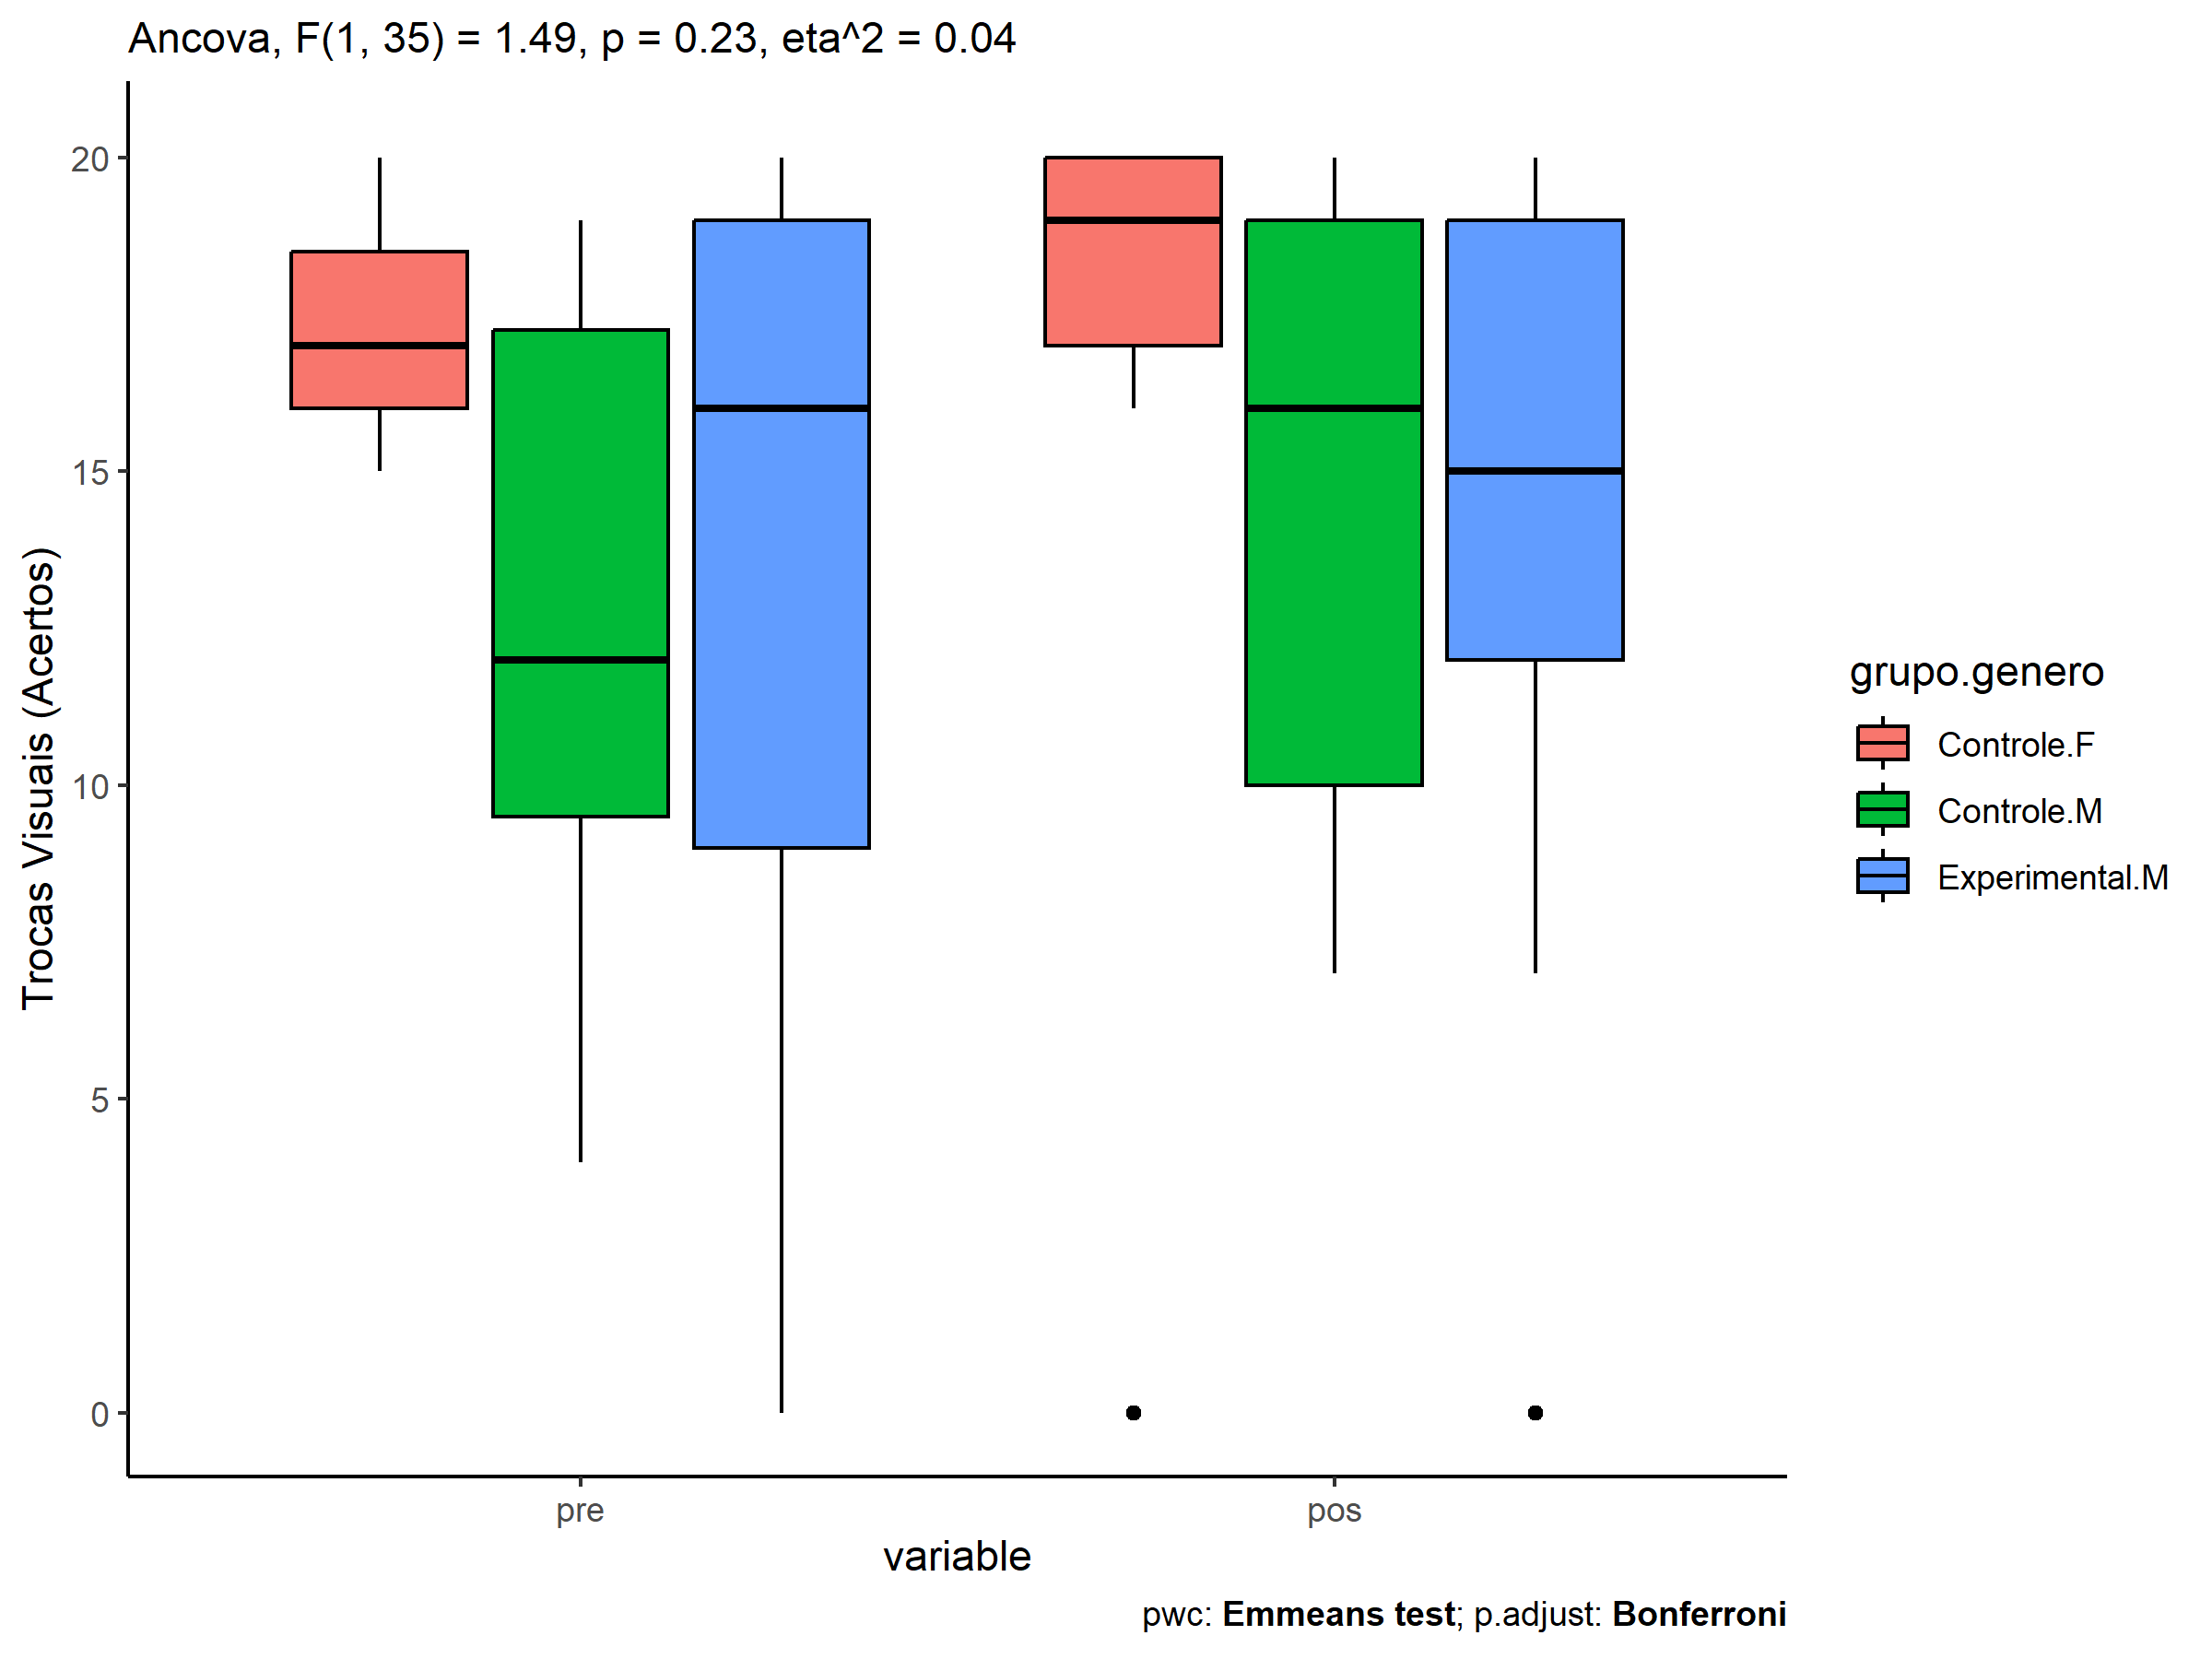 Ancova, F(1, 35) = 1.49, p = 0.23, eta^2 = 0.04
Trocas Visuais (Acertos)
20
15
10
5
0
pre
pos
variable
grupo.genero
Controle.F
Controle.M
Experimental.M
pwc: Emmeans test; p.adjust: Bonferroni